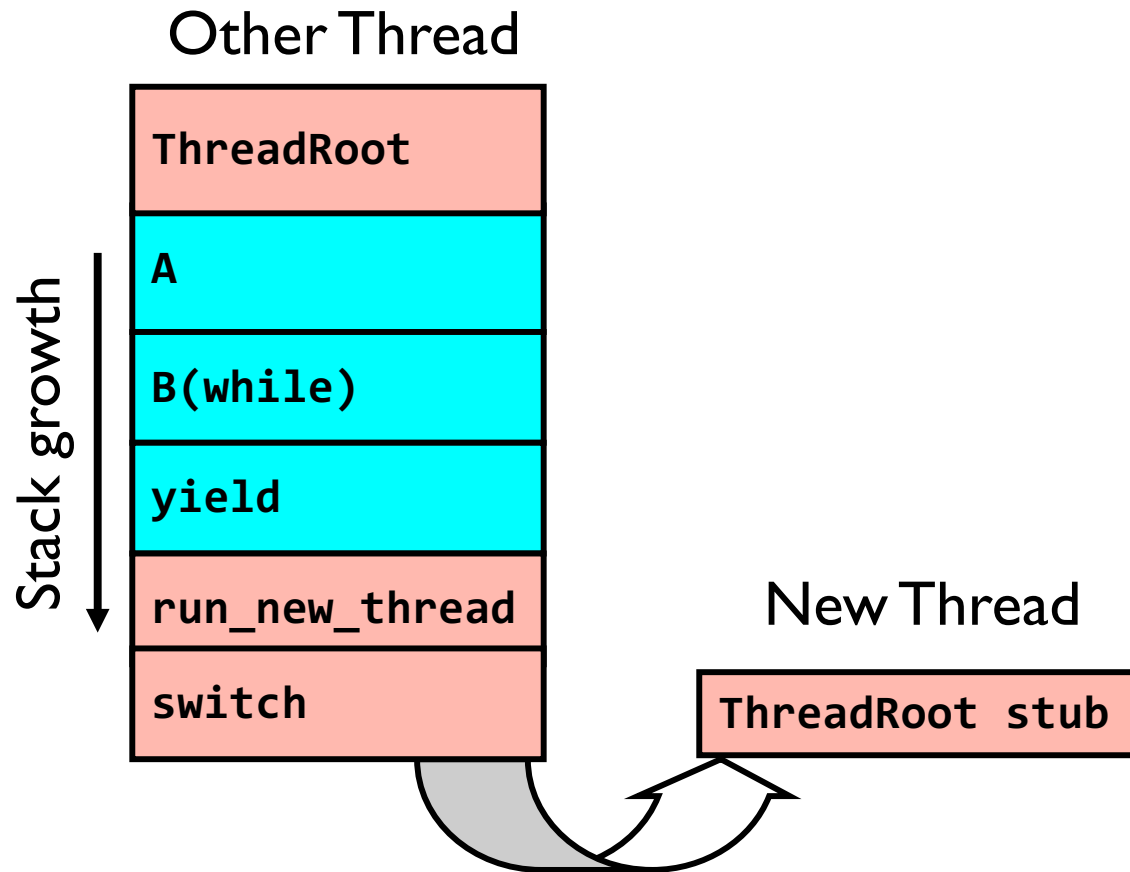 Other Thread
ThreadRoot
A
B(while)
yield
run_new_thread
switch
Stack growth
New Thread
ThreadRoot stub